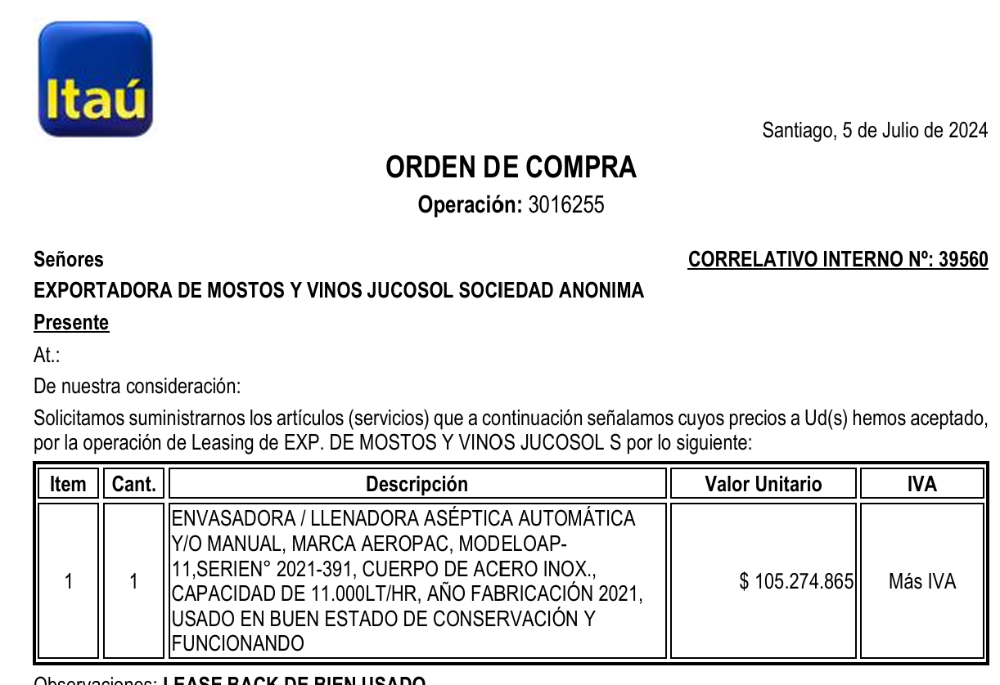 Itaú
Santiago, 5 de Julio de 2024
ORDEN DE COMPRA
Operación: 3016255
Señores
CORRELATIVO INTERNO Nº: 39560
EXPORTADORA DE MOSTOS Y VINOS JUCOSOL SOCIEDAD ANONIMA
Presente
At.:
De nuestra consideración:
Solicitamos suministrarnos los artículos (servicios) que a continuación señalamos cuyos precios a Ud(s) hemos aceptado,
por la operación de Leasing de EXP. DE MOSTOS Y VINOS JUCOSOL S por lo siguiente:
Item Cant. Descripción Valor Unitario IVA
ENVASADORA / LLENADORA ASÉPTICA AUTOMÁTICA
Y/O MANUAL, MARCA AEROPAC, MODELOAP-
11,SERIEN° 2021-391, CUERPO DE ACERO INOX.,
1 1 CAPACIDAD DE 11.000LT/HR, AÑO FABRICACIÓN 2021, $ 105.274.865 Más IVA
USADO EN BUEN ESTADO DE CONSERVACIÓN Y
FUNCIONANDO
Observaciones: LEASE BACK DE BIEN USADO